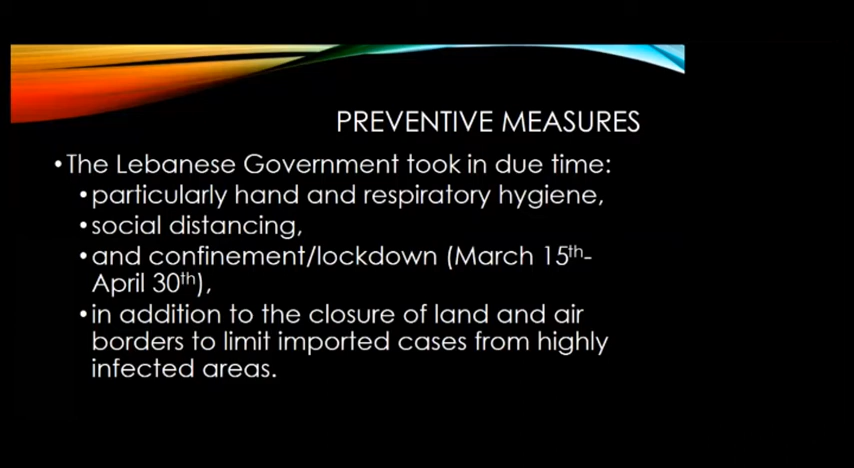 PREVENTIVE MEASURES
•The Lebanese Government took in due time:
•particularly hand and respiratory hygiene,
•social distancing,
•and confinement/lockdown (March 15th-
April 30th),
•in addition to the closure of land and air
borders to limit imported cases from highly
infected areas.